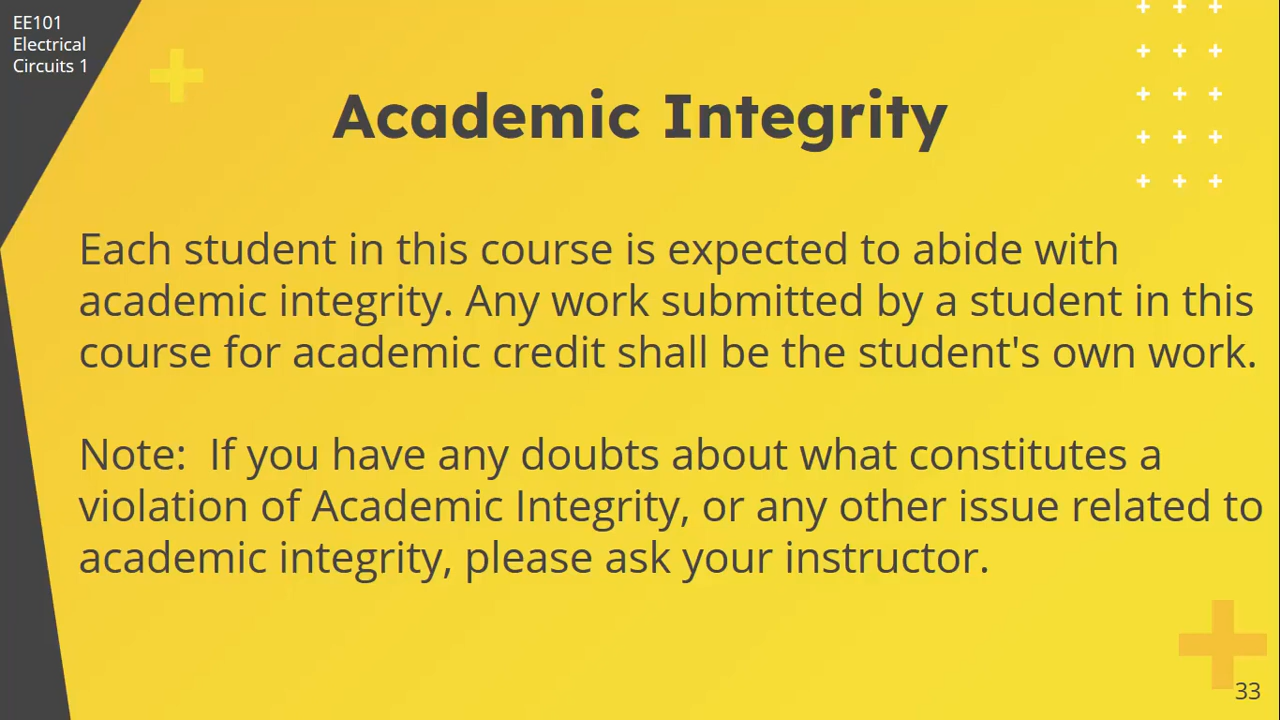 EE101
Electrical
Circuits 1
Academic Integrity
Each student in this course is expected to abide with
academic integrity. Any work submitted by a student in this
course for academic credit shall be the student's own work.
Note:  If you have any doubts about what constitutes a
violation of Academic Integrity, or any other issue related to
academic integrity, please ask your instructor.
33